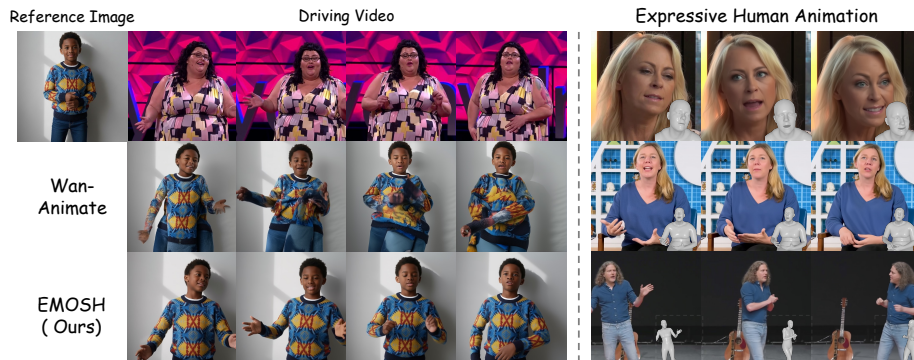 Reference Image
Driving Video
Expressive Human Animation
Wan-
Animate
EMOSH
( Ours)